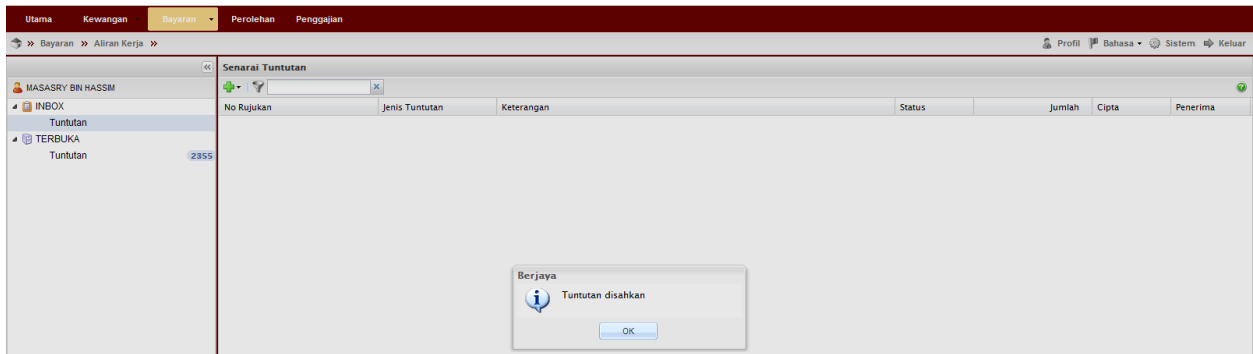 Utama Kewangan Bayaran Perolehan Penggajian
» Bayaran » Aliran Kerja » Profil Bahasa Sistem Keluar
« Senarai Tuntutan
MASASRY BIN HASSIM
INBOX
No Rujukan Jenis Tuntutan Keterangan Status Jumlah Cipta Penerima
Tuntutan
TERBUKA
Tuntutan 2355
Berjaya
Tuntutan disahkan
OK